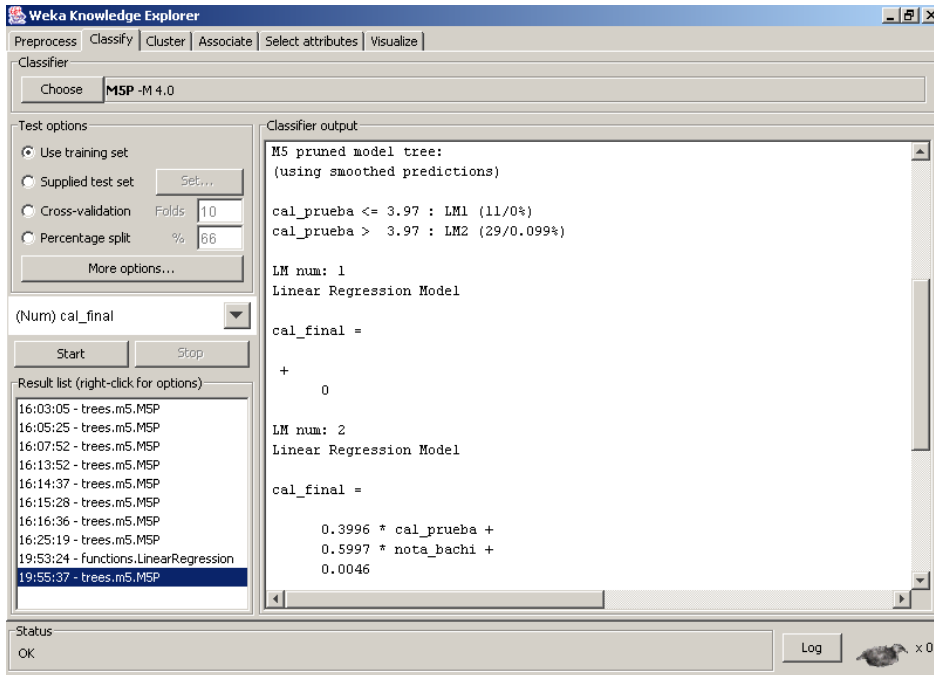 Weka Knowledge Explorer
Preprocess Classify Cluster Associate Select attributes Visualize
Classifier
Choose M5P -M 4.0
Test options
Use training set
Supplied test set Set...
Cross-validation Folds 10
Percentage split % 66
More options...
(Num) cal_final
Start Stop
Result list (right-click for options)
16:03:05 - trees.m5.M5P
16:05:25 - trees.m5.M5P
16:07:52 - trees.m5.M5P
16:13:52 - trees.m5.M5P
16:14:37 - trees.m5.M5P
16:15:28 - trees.m5.M5P
16:16:36 - trees.m5.M5P
16:25:19 - trees.m5.M5P
19:53:24 - functions.LinearRegression
19:55:37 - trees.m5.M5P
Classifier output
M5 pruned model tree:
(using smoothed predictions)
cal_prueba <= 3.97 : LM1 (11/0%)
cal_prueba > 3.97 : LM2 (29/0.099%)
LM num: 1
Linear Regression Model
cal_final =
+
0
LM num: 2
Linear Regression Model
cal_final =
0.3996 * cal_prueba +
0.5997 * nota_bachi +
0.0046
Status
OK
Log
x 0